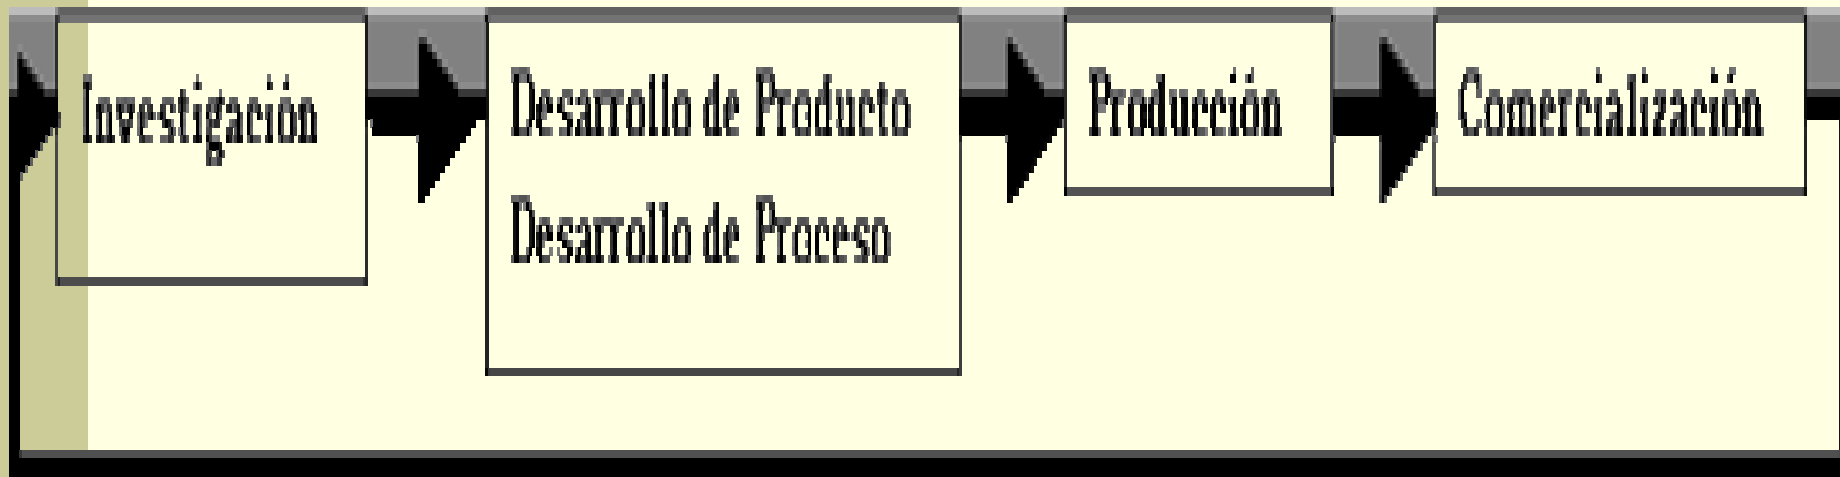 Investigación
Desarrollo de Producto
Desarrollo de Proceso
Producción
Comercialización